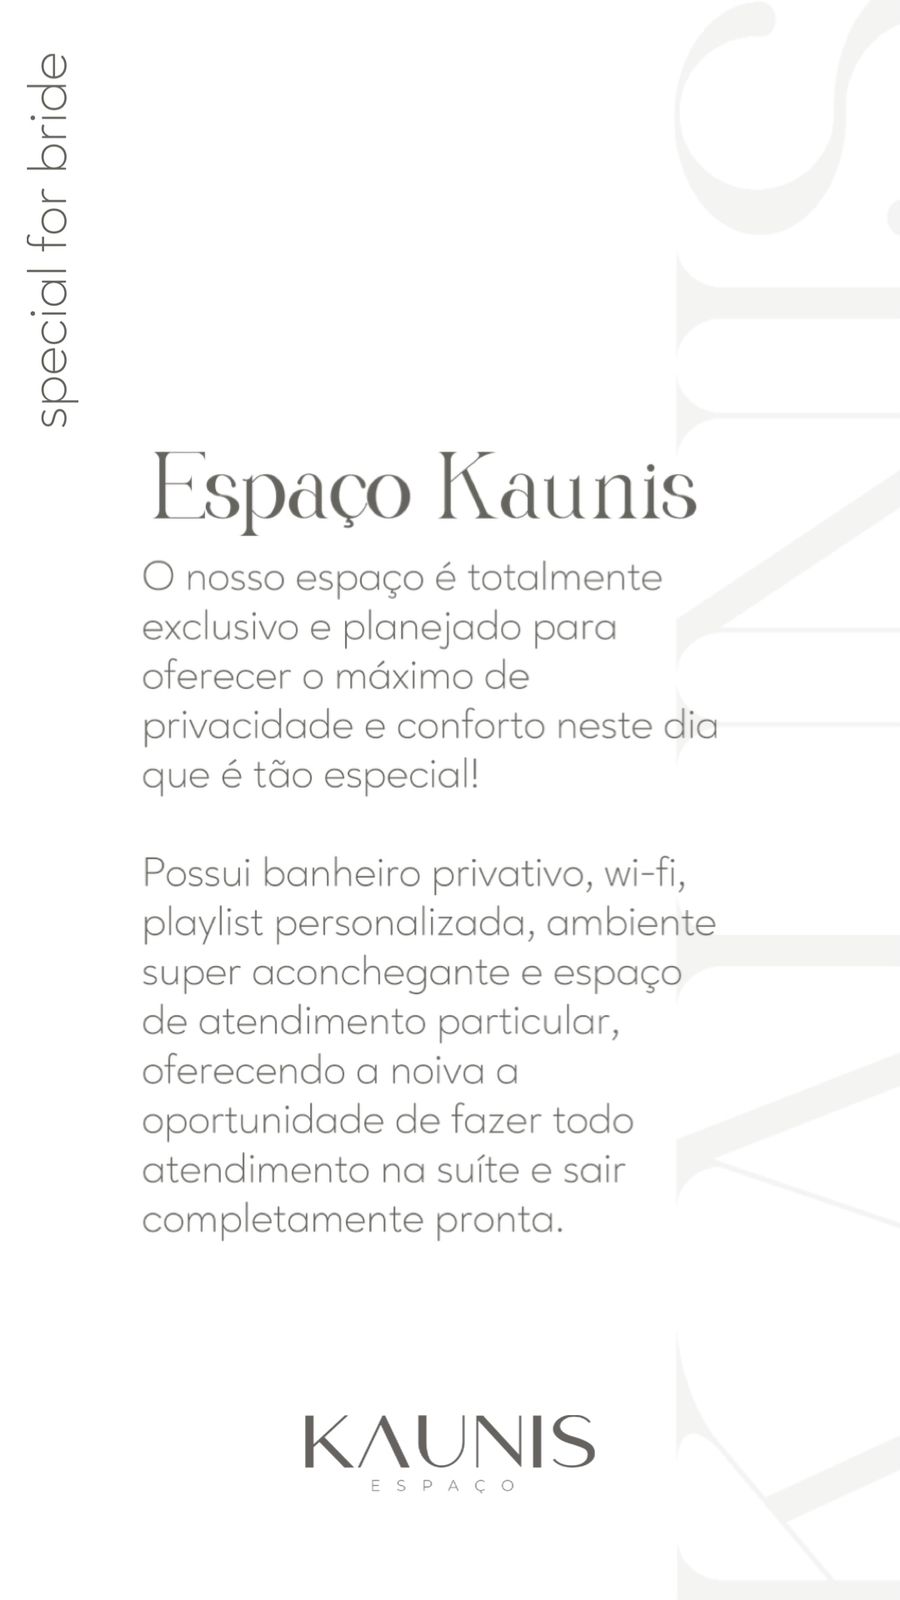 special for bride
Espaço Kaunis
O nosso espaço é totalmente
exclusivo e planejado para
oferecer o máximo de
privacidade e conforto neste dia
que é tão especial!
Possui banheiro privativo, wi-fi,
playlist personalizada, ambiente
super aconchegante e espaço
de atendimento particular,
oferecendo a noiva a
oportunidade de fazer todo
atendimento na suíte e sair
completamente pronta.
KAUNIS
ESPAÇO
KAUNIS